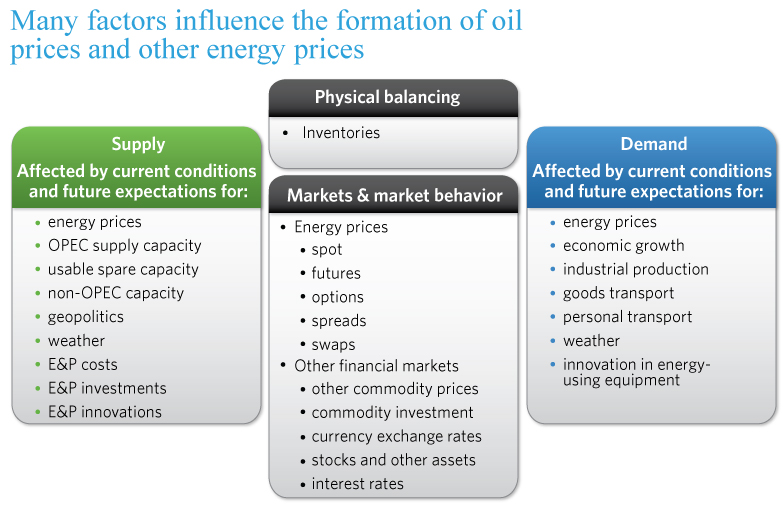 Many factors influence the formation of oil
prices and other energy prices
Supply
Affected by current conditions
and future expectations for:
• energy prices
• OPEC supply capacity
• usable spare capacity
• non-OPEC capacity
• geopolitics
• weather
• E&P costs
• E&P investments
• E&P innovations
Physical balancing
• Inventories
Markets & market behavior
• Energy prices
• spot
• futures
• options
• spreads
• swaps
• Other financial markets
• other commodity prices
• commodity investment
• currency exchange rates
• stocks and other assets
• interest rates
Demand
Affected by current conditions
and future expectations for:
• energy prices
• economic growth
• industrial production
• goods transport
• personal transport
• weather
• innovation in energy-
using equipment